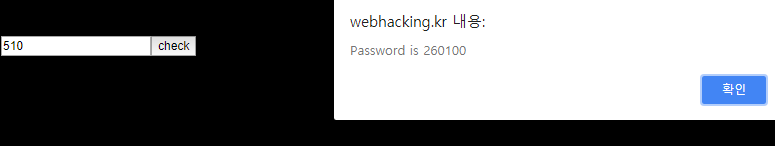 510 check
webhacking.kr 내용:
Password is 260100
확인